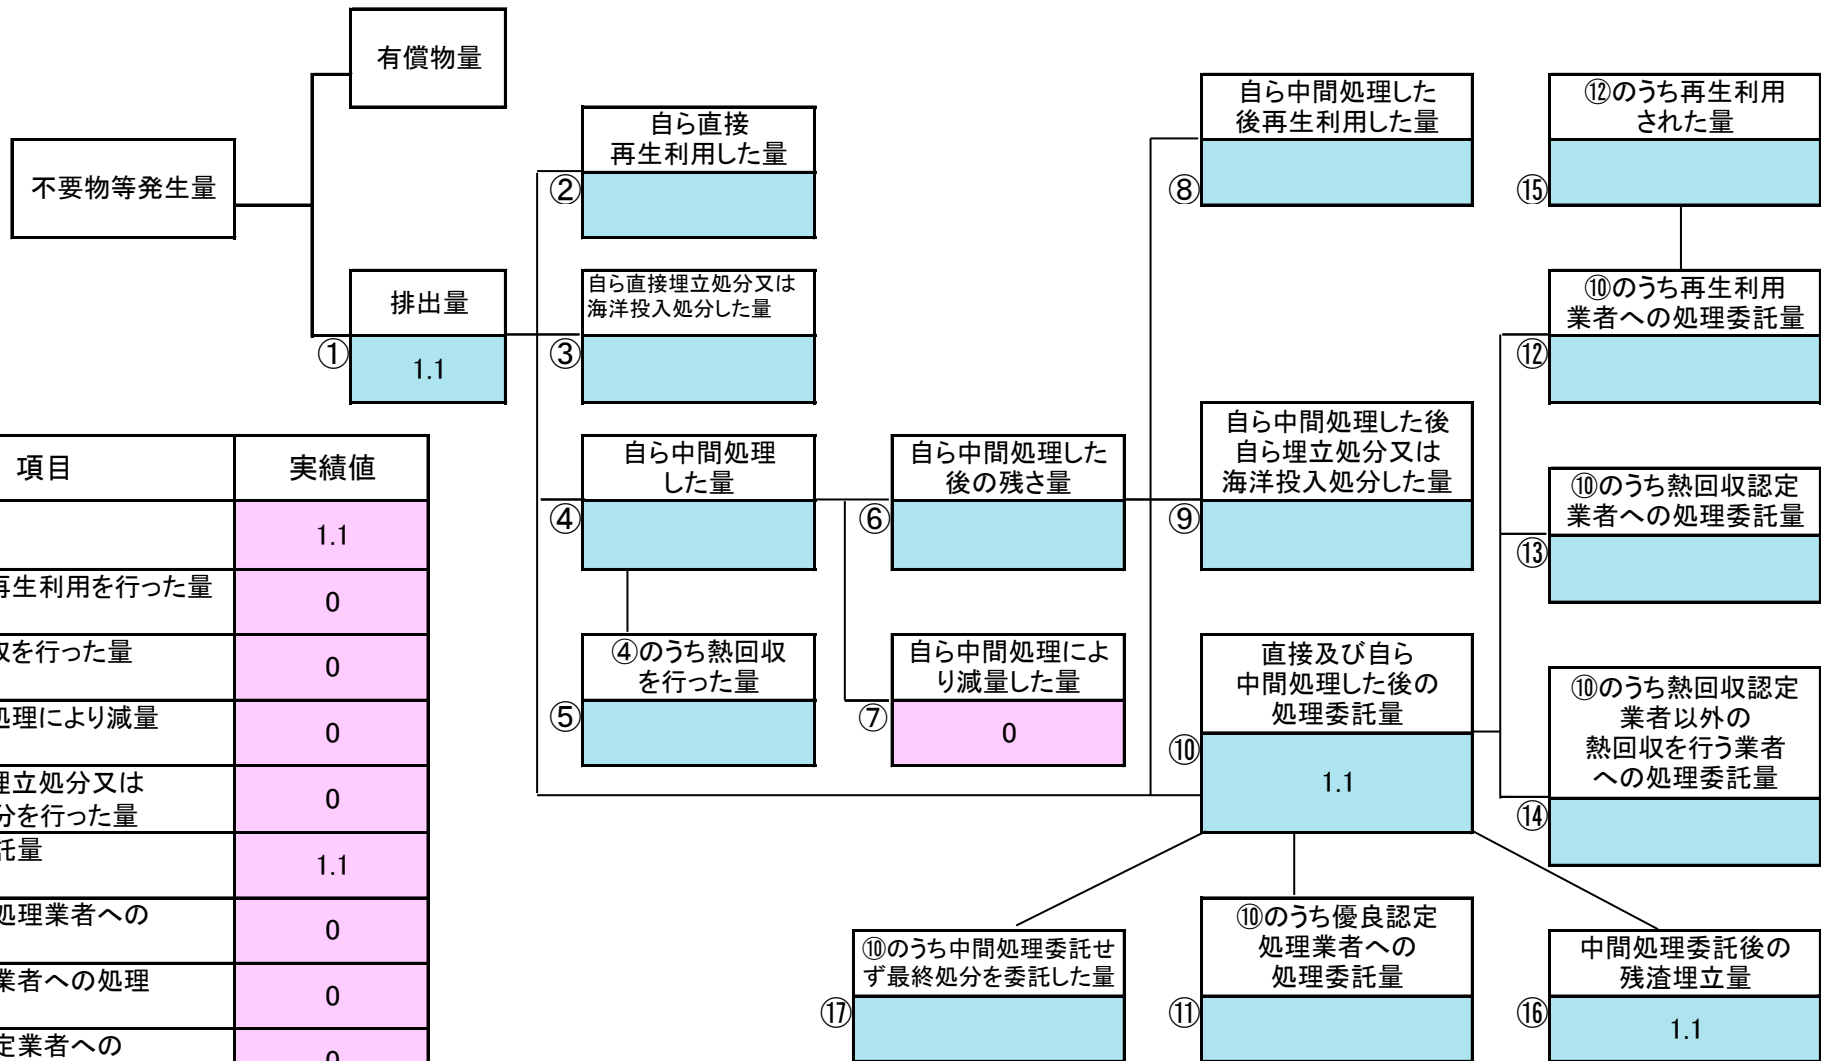 有償物量
不要物等発生量
排出量
①
1.1
自ら直接
再生利用した量
②
自ら直接埋立処分又は
海洋投入処分した量
③
自ら中間処理
した量
④
④のうち熱回収
を行った量
⑤
自ら中間処理した
後の残さ量
⑥
自ら中間処理によ
り減量した量
⑦
0
自ら中間処理した
後再生利用した量
⑧
自ら中間処理した後
自ら埋立処分又は
海洋投入処分した量
⑨
直接及び自ら
中間処理した後の
処理委託量
⑩
1.1
⑫のうち再生利用
された量
⑮
⑩のうち再生利用
業者への処理委託量
⑫
⑩のうち熱回収認定
業者への処理委託量
⑬
⑩のうち熱回収認定
業者以外の
熱回収を行う業者
への処理委託量
⑭
⑩のうち中間処理委託せ
ず最終処分を委託した量
⑰
⑩のうち優良認定
処理業者への
処理委託量
⑪
中間処理委託後の
残渣埋立量
⑯
1.1
項目
実績値
1.1
再生利用を行った量
0
を行った量
0
処理により減量
0
埋立処分又は
分を行った量
0
託量
1.1
処理業者への
0
業者への処理
0
定業者への
0